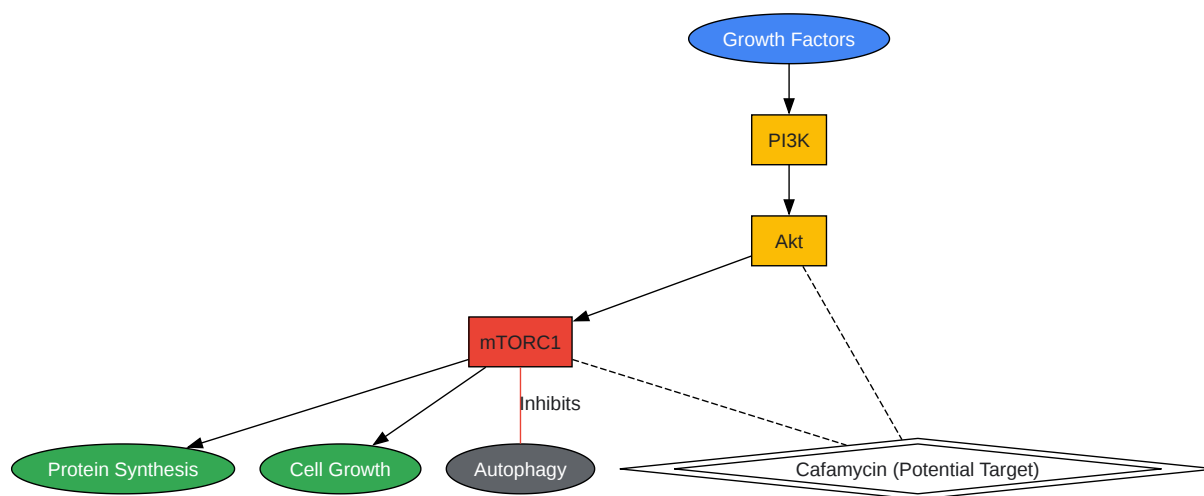 Growth Factors
PI3K
Akt
mTORC1
Inhibits
Protein Synthesis
Cell Growth
Autophagy
Cafamycin (Potential Target)